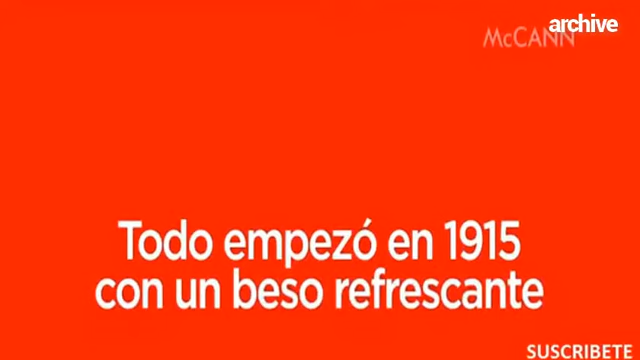 archive
McCANN
Todo empezó en 1915
con un beso refrescante
SUSCRIBETE